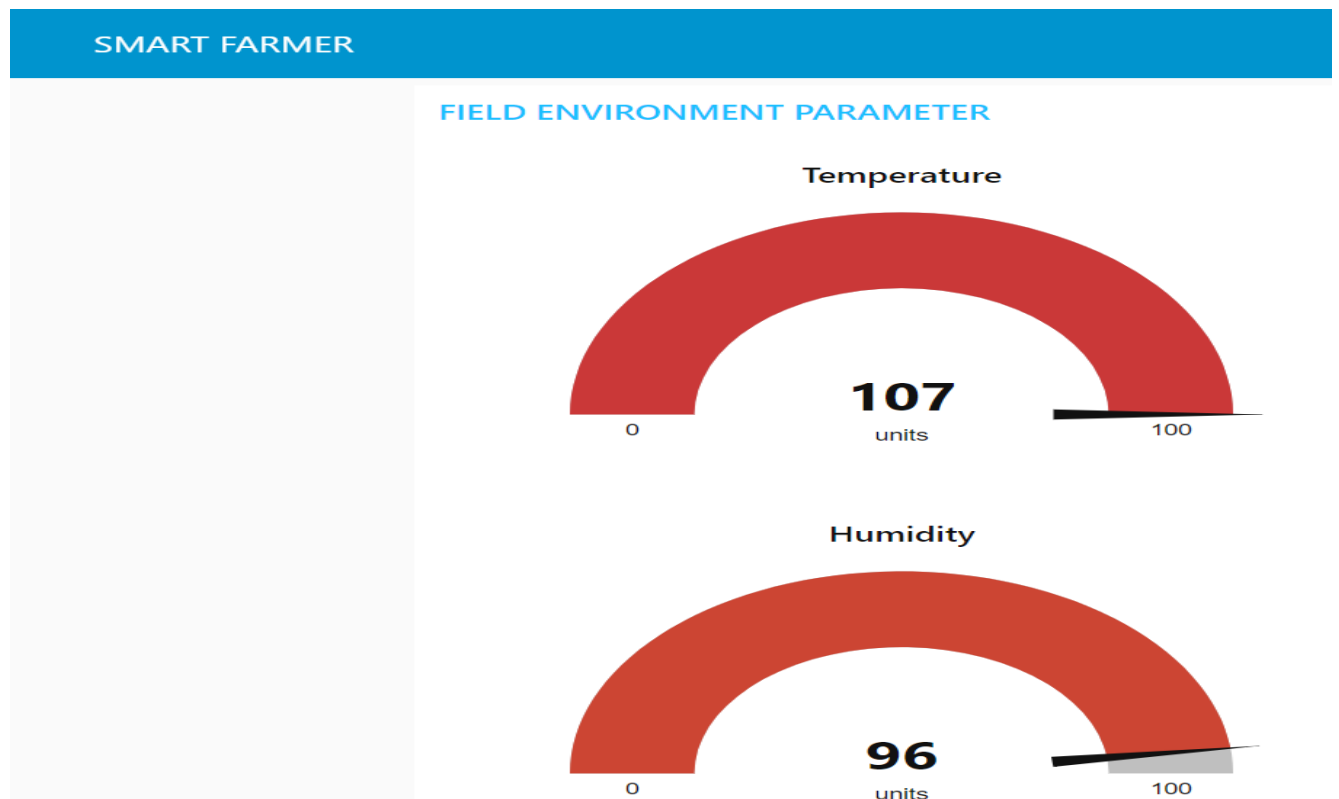 SMART FARMER
FIELD ENVIRONMENT PARAMETER
Temperature
107
units
0
100
Humidity
96
units
0
100